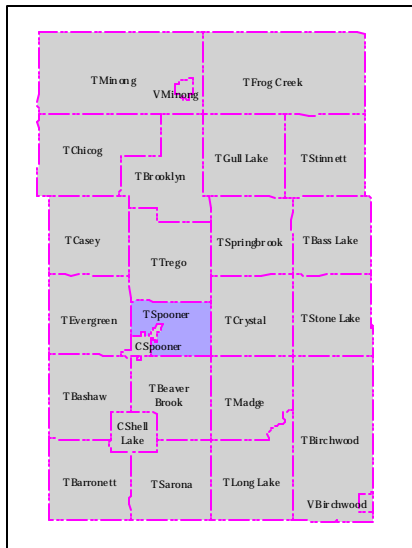 T Minong
T Frog Creek
V Minong
T Chicog
T Gull Lake
T Stinnett
T Brooklyn
T Casey
T Springbrook
T Bass Lake
T Trego
T Spooner
T Evergreen
T Crystal
T Stone Lake
C Spooner
T Bashaw
T Beaver
Brook
T Madge
C Shell
Lake
T Birchwood
T Barronett
T Sarona
T Long Lake
V Birchwood